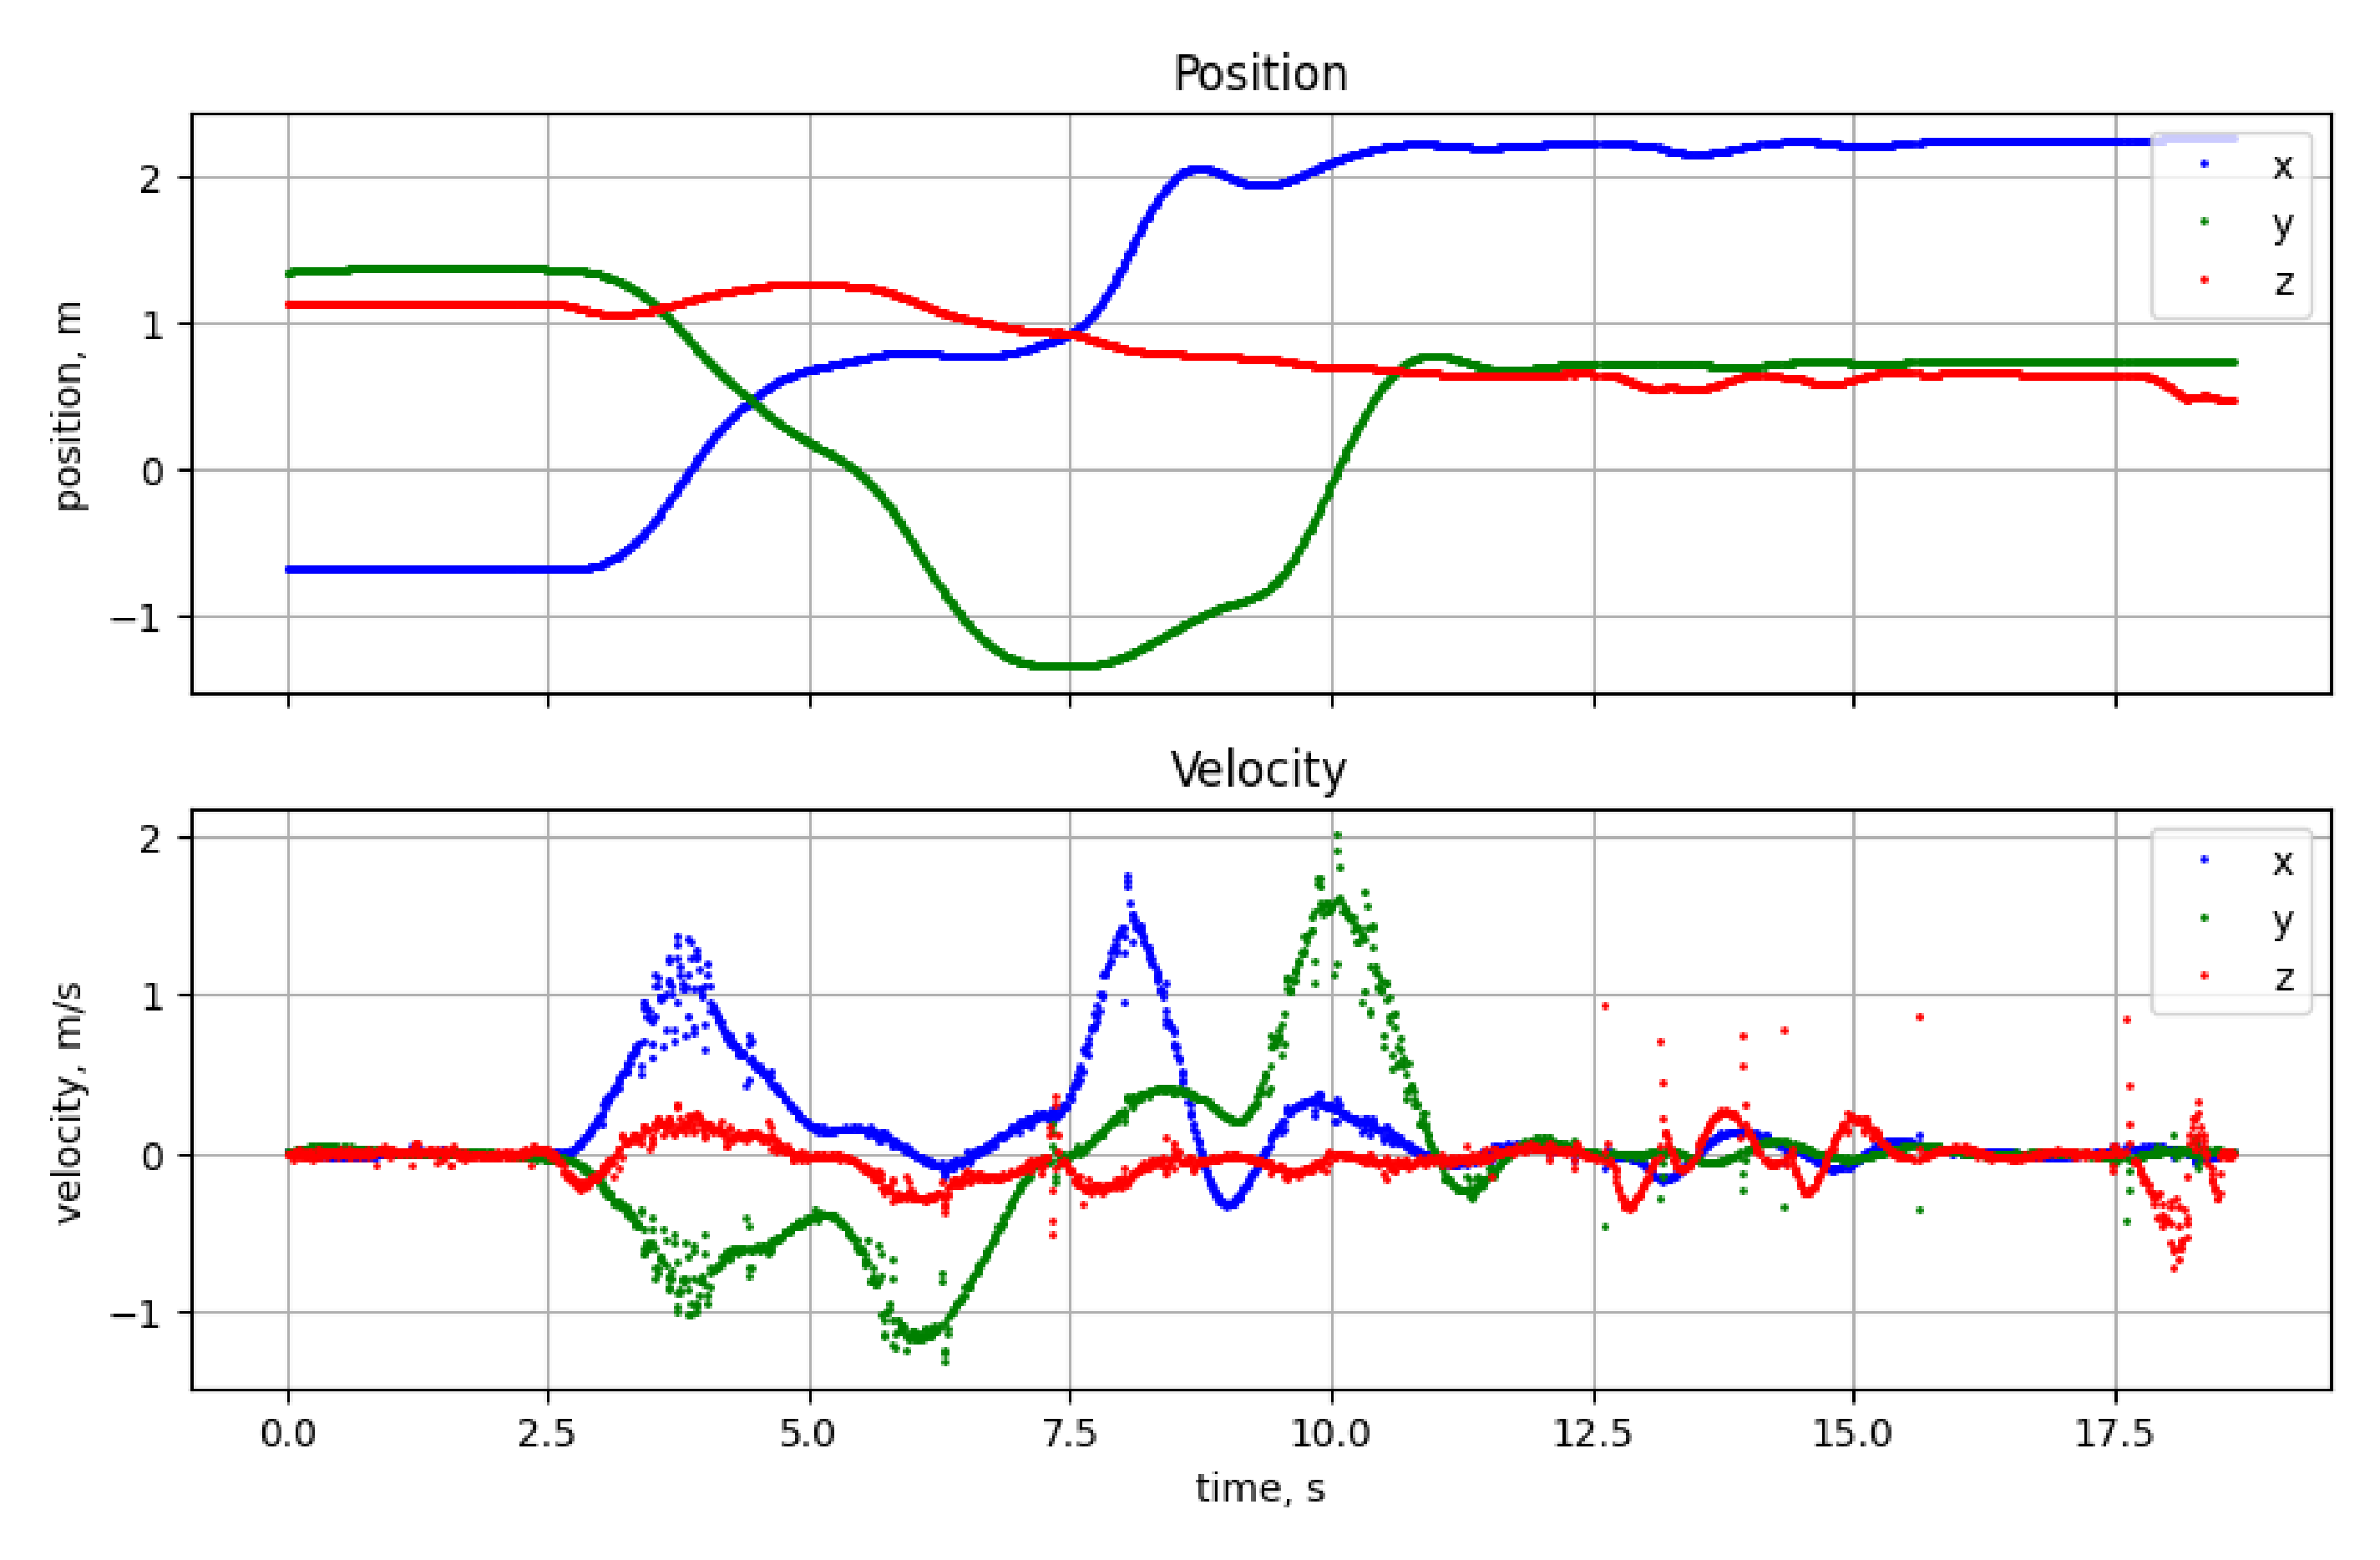 Position
position, m
2
1
0
−1
x
y
z
Velocity
velocity, m/s
2
1
0
−1
x
y
z
0.0 2.5 5.0 7.5 10.0 12.5 15.0 17.5
time, s